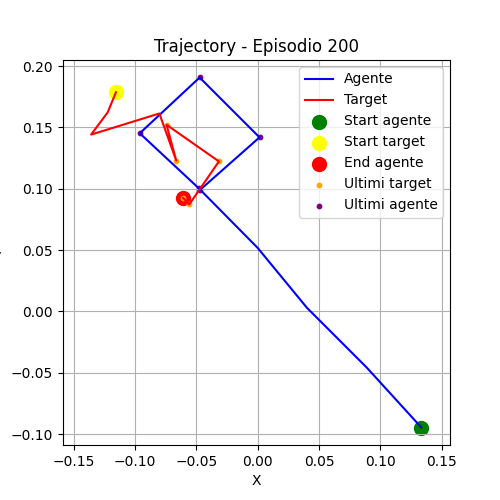 Trajectory - Episodio 200
0.20
0.15
0.10
0.05
0.00
−0.05
−0.10
−0.15
−0.10
−0.05
0.00
0.05
0.10
0.15
X
Agente
Target
Start agente
Start target
End agente
Ultimi target
Ultimi agente